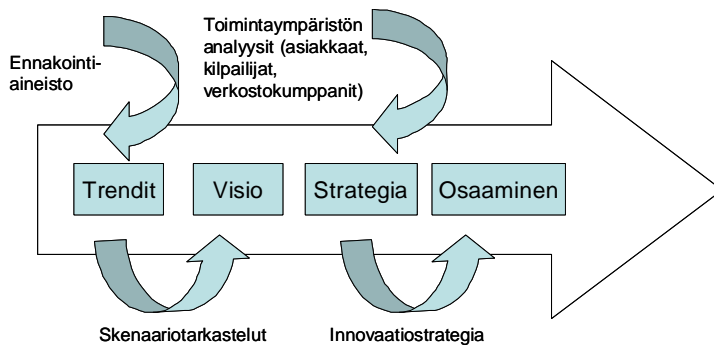 Ennakointi-
aineisto
Toimintaympäristön
analyysit (asiakkaat,
kilpailijat,
verkostokumppanit)
Trendit
Visio
Strategia
Osaaminen
Skenaariotarkastelut
Innovaatiostrategia